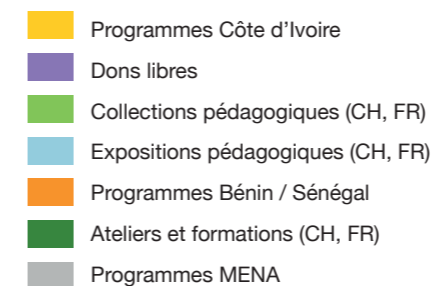 Programmes Côte d’Ivoire
Dons libres
Collections pédagogiques (CH, FR)
Expositions pédagogiques (CH, FR)
Programmes Bénin / Sénégal
Ateliers et formations (CH, FR)
Programmes MENA